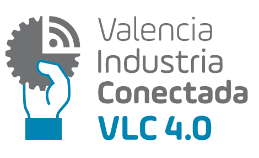 Valencia
Industria
Conectada
VLC 4.0